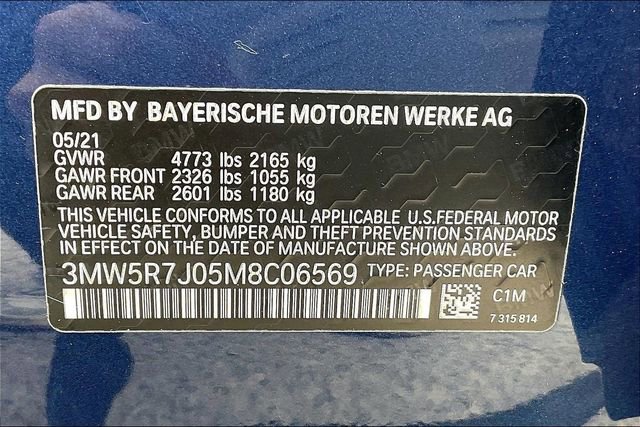 MFD BY BAYERISCHE MOTOREN WERKE AG
05/21
GVWR 4773 lbs 2165 kg
GAWR FRONT 2326 lbs 1055 kg
GAWR REAR 2601 lbs 1180 kg
THIS VEHICLE CONFORMS TO ALL APPLICABLE U.S.FEDERAL MOTOR
VEHICLE SAFETY, BUMPER AND THEFT PREVENTION STANDARDS
IN EFFECT ON THE DATE OF MANUFACTURE SHOWN ABOVE.
3MW5R7J05M8C06569 TYPE: PASSENGER CAR
C1M
7 315 814